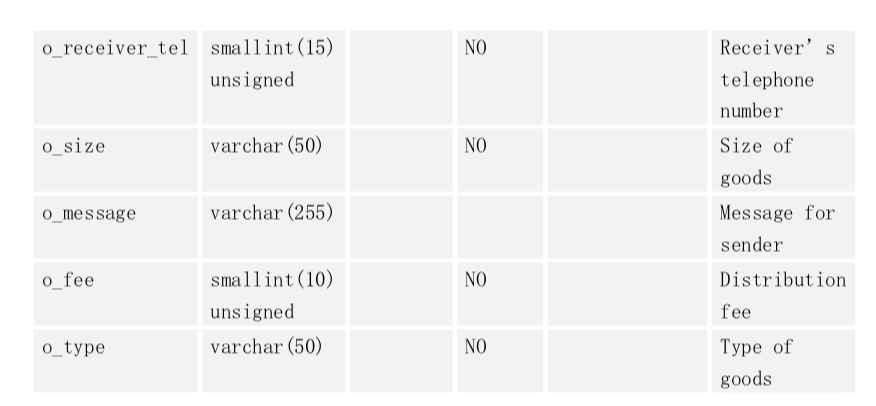 o_receiver_tel smallint(15) NO Receiver’s
unsigned telephone
number
o_size varchar(50) NO Size of
goods
o_message varchar(255) Message for
sender
o_fee smallint(10) NO Distribution
unsigned fee
o_type varchar(50) NO Type of
goods